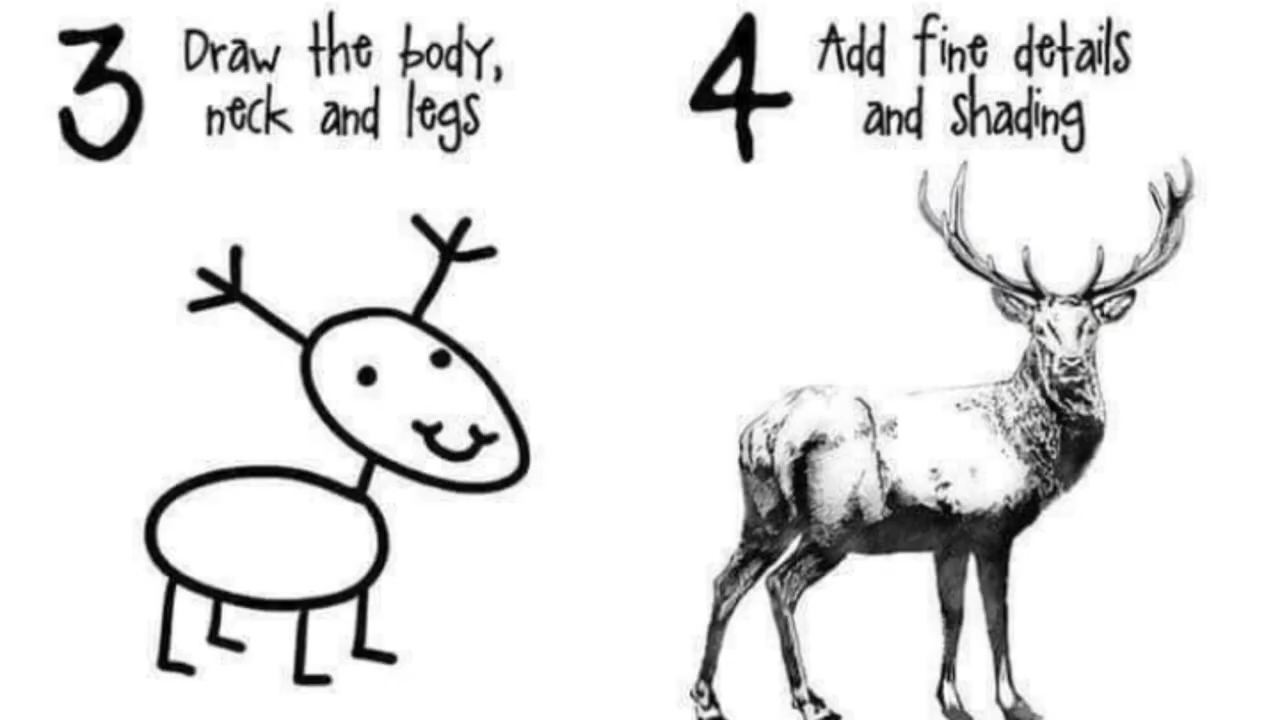 3 Draw the body,
neck and legs
4 Add fine details
and shading